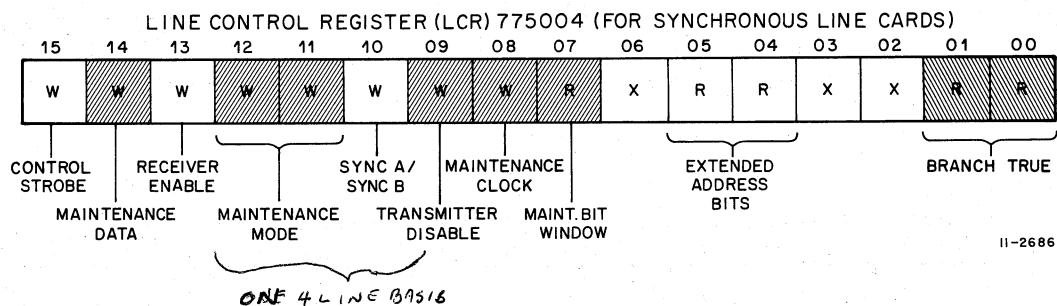 LINE CONTROL REGISTER (LCR) 775004 (FOR SYNCHRONOUS LINE CARDS)
15 14 13 12 11 10 09 08 07 06 05 04 03 02 01 00
W W W W W W W W R X R R X X R R
CONTROL STROBE
MAINTENANCE DATA
RECEIVER ENABLE
MAINTENANCE MODE
SYNC A/ SYNC B
TRANSMITTER DISABLE
MAINTENANCE CLOCK
MAINT. BIT WINDOW
EXTENDED ADDRESS BITS
BRANCH TRUE
11-2686
ONE 4 LINE BASIS